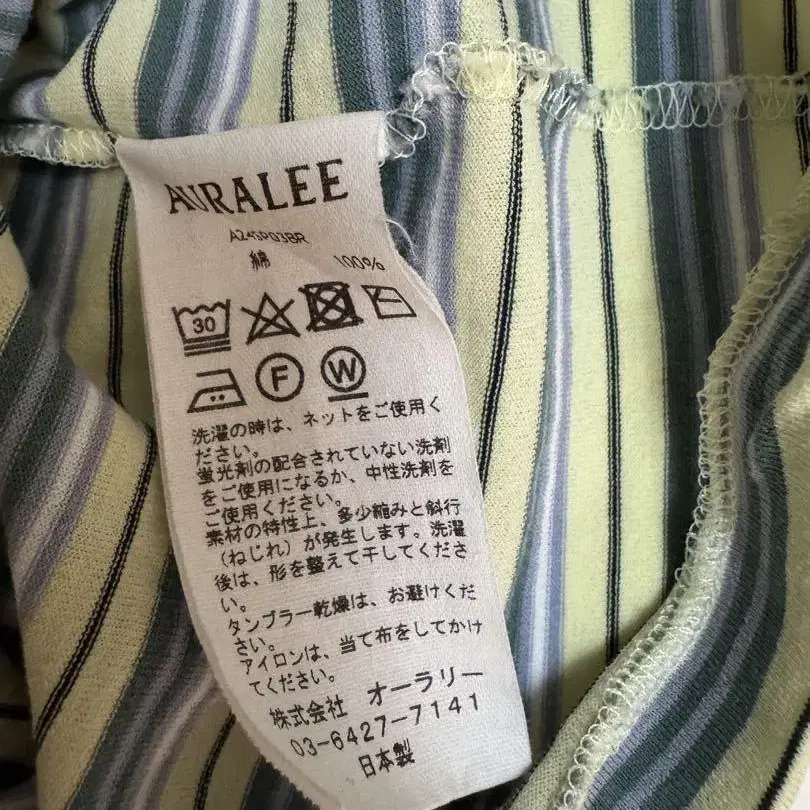 AURALEE
A24SP03BR
綿 100%
30
F W
洗濯の時は、ネットをご使用く
ださい。
蛍光剤の配合されていない洗剤
をご使用になるか、中性洗剤を
ご使用ください。
素材の特性上、多少縮みと斜行
（ねじれ）が発生します。洗濯
後は、形を整えて干してくださ
い。
タンブラー乾燥は、お避けくだ
さい。
アイロンは、当て布をしてかけ
てください。
株式会社 オーラリー
03-6427-7141
日本製